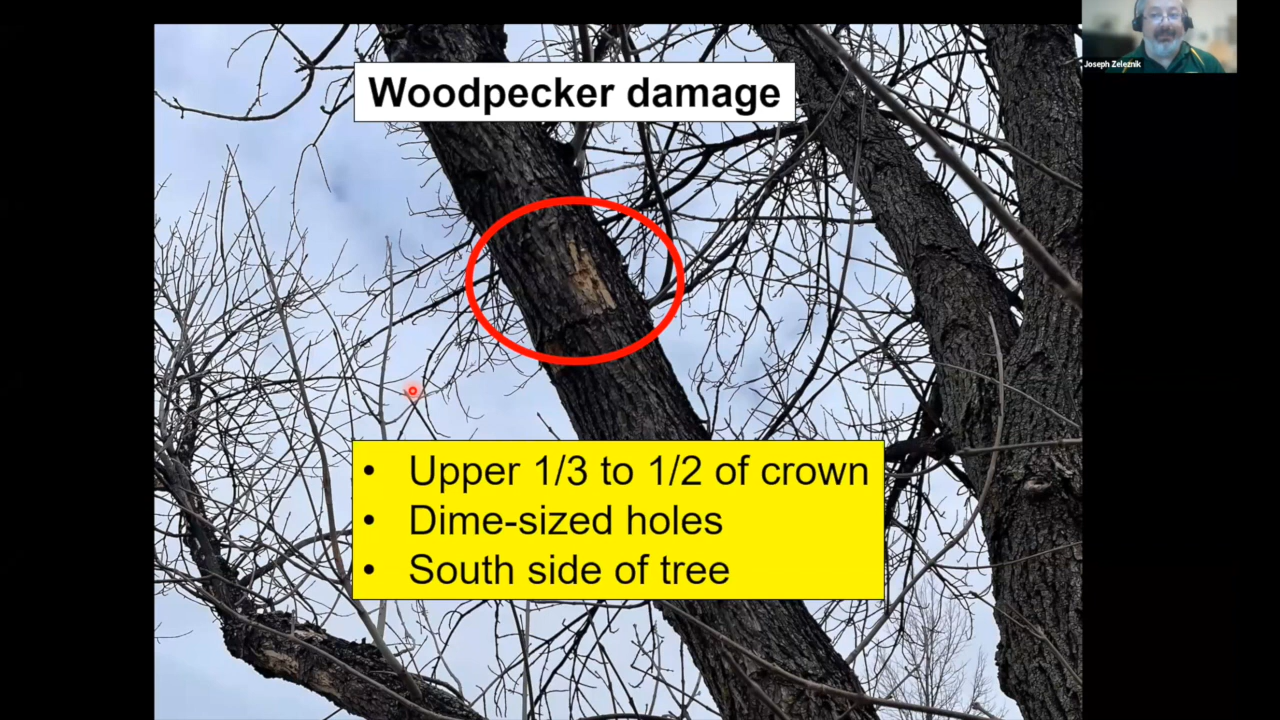 Joseph Zeleznik
Woodpecker damage
• Upper 1/3 to 1/2 of crown
• Dime-sized holes
• South side of tree